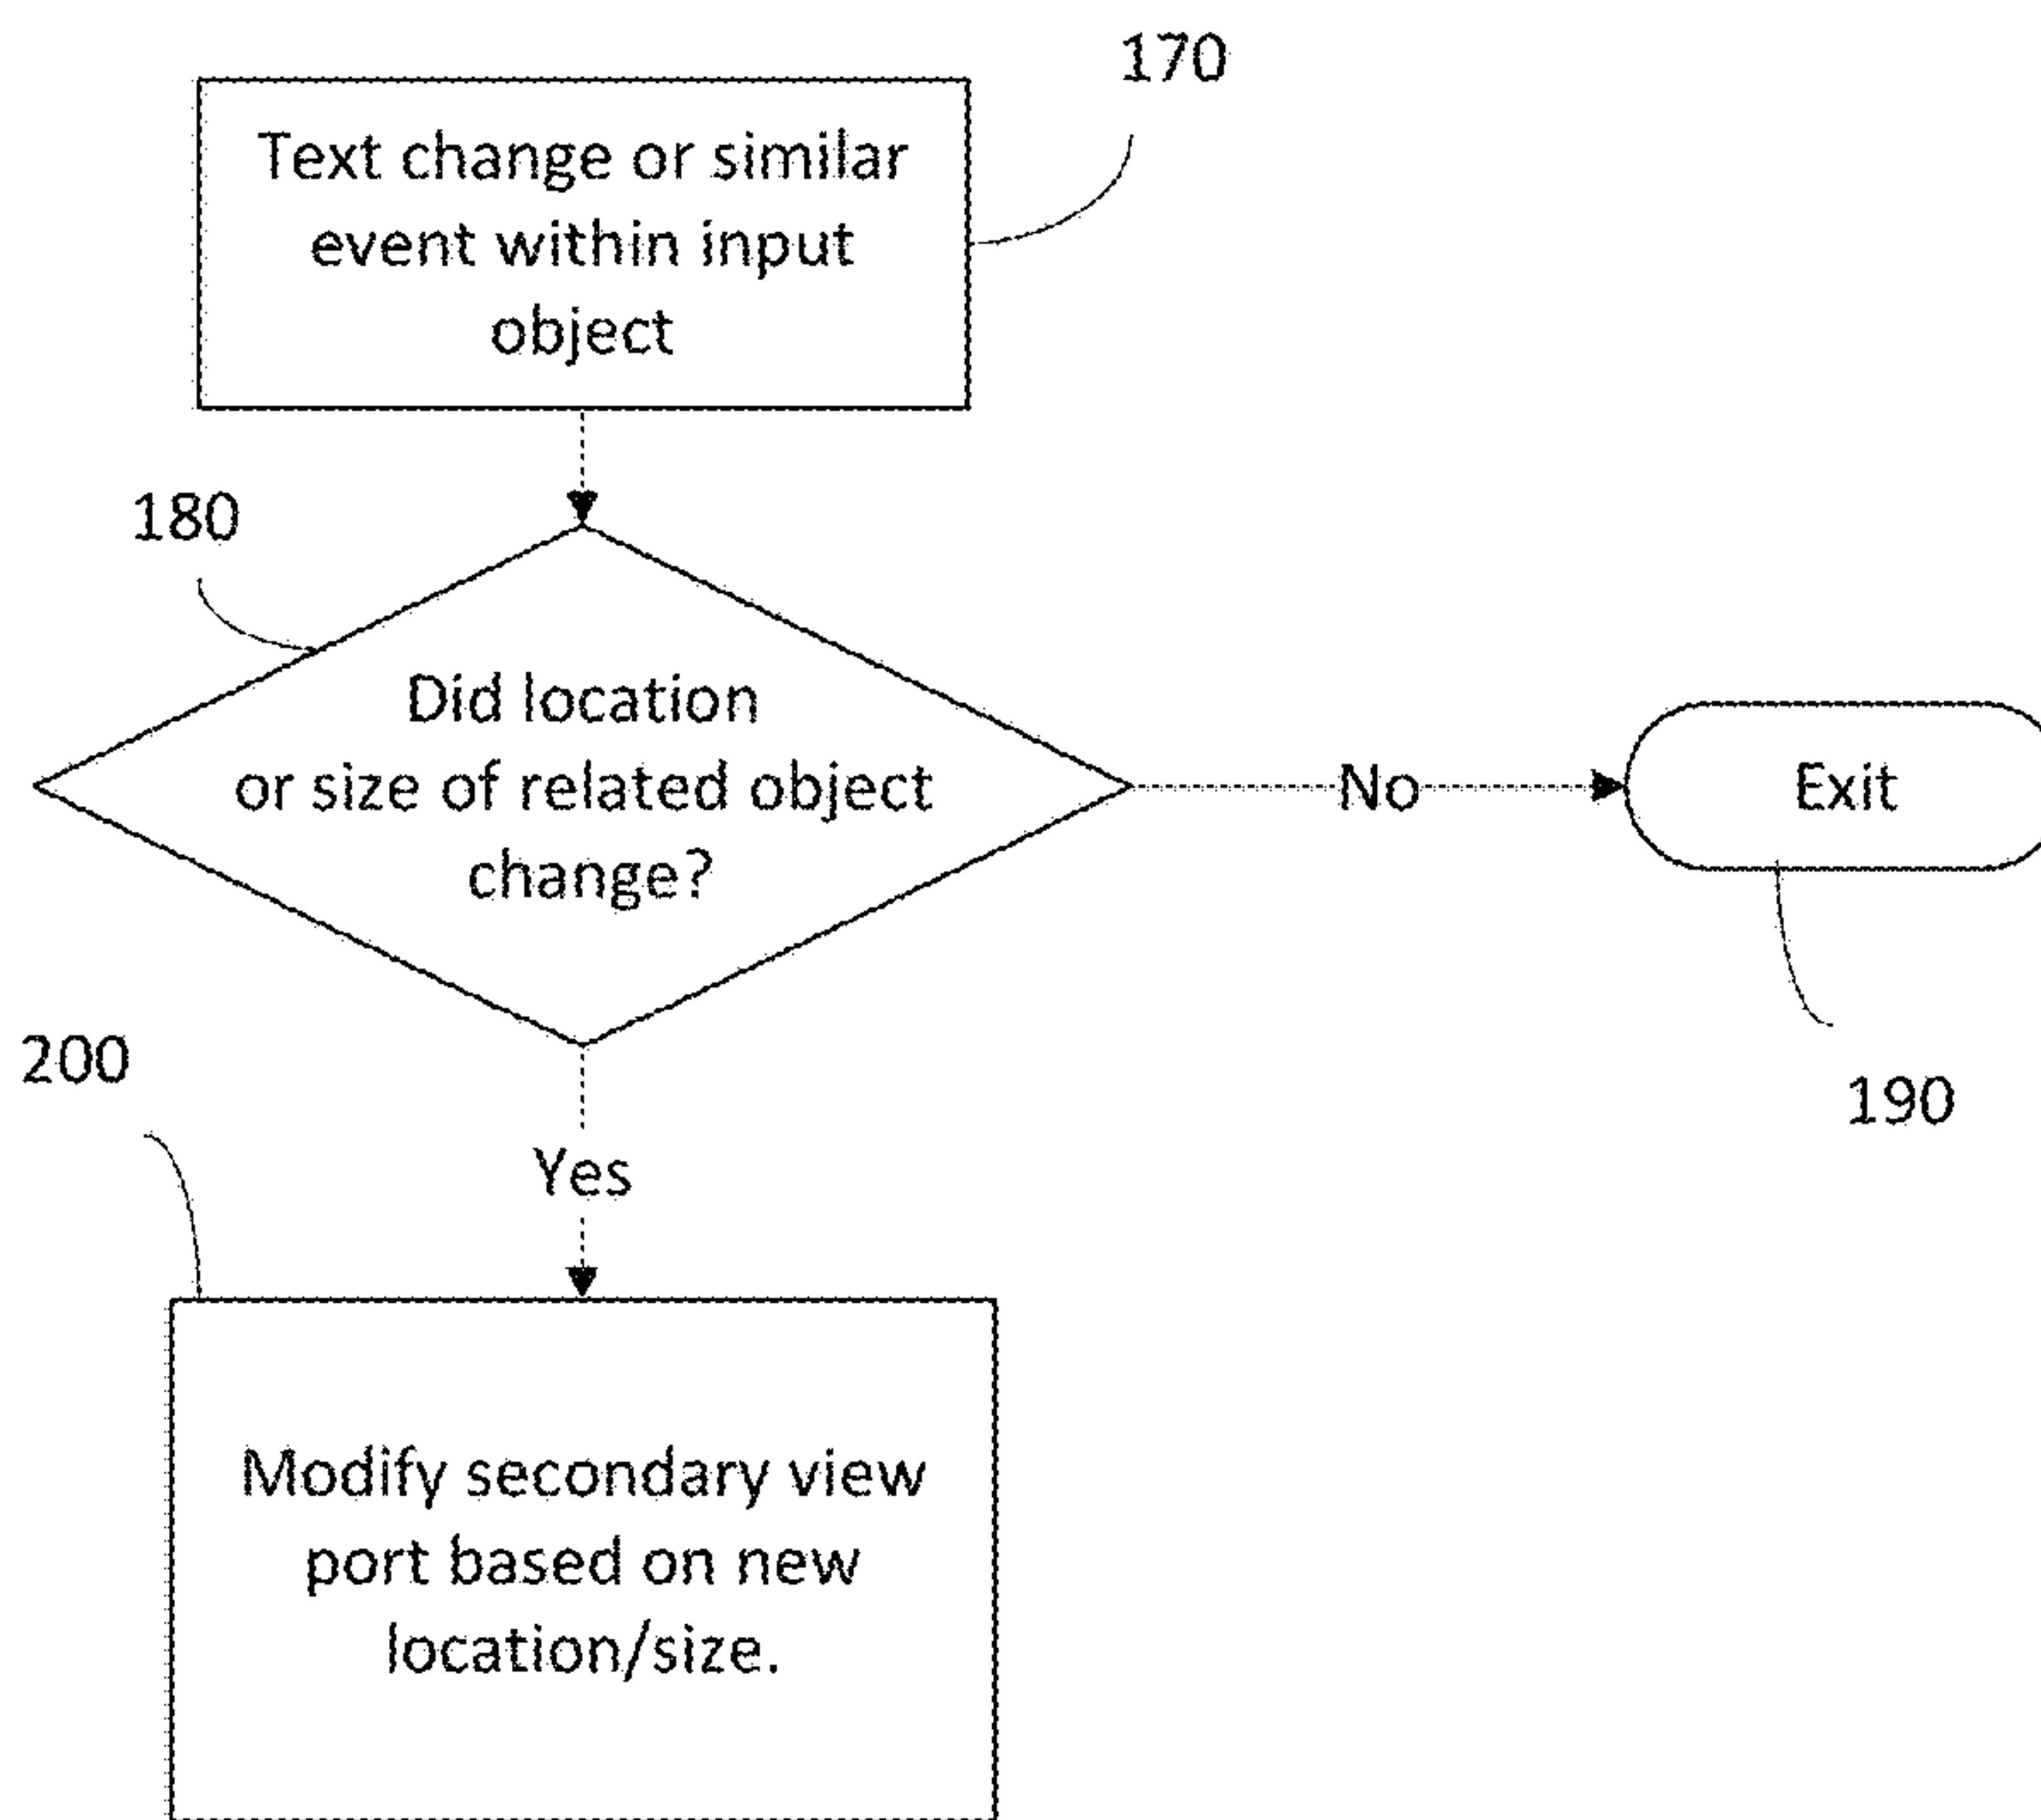 170
Text change or similar
event within input
object
180
Did location
or size of related object
change?
No
Exit
190
200
Yes
Modify secondary view
port based on new
location/size.